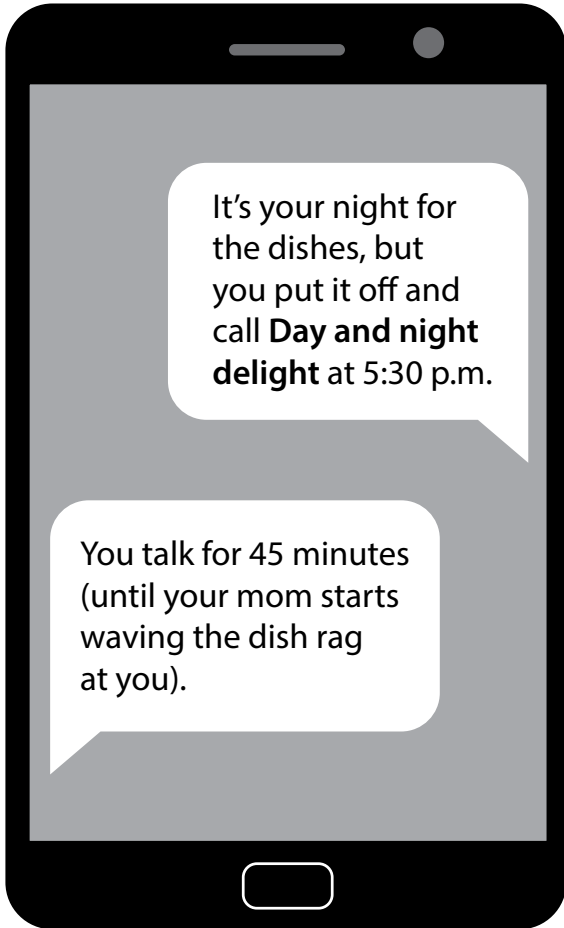 It’s your night for
the dishes, but
you put it off and
call Day and night
delight at 5:30 p.m.
You talk for 45 minutes
(until your mom starts
waving the dish rag
at you).